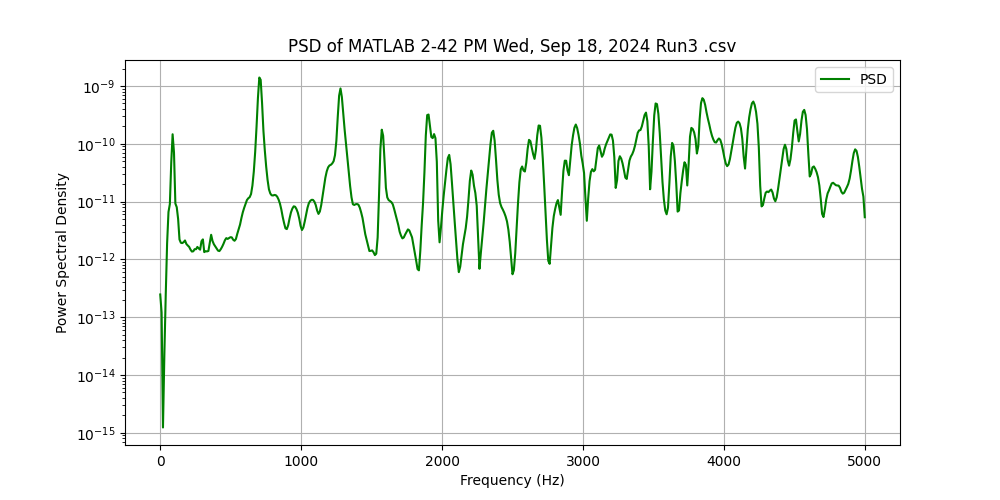 PSD of MATLAB 2-42 PM Wed, Sep 18, 2024 Run3 .csv
PSD
Power Spectral Density
10⁻⁹
10⁻¹⁰
10⁻¹¹
10⁻¹²
10⁻¹³
10⁻¹⁴
10⁻¹⁵
0 1000 2000 3000 4000 5000
Frequency (Hz)